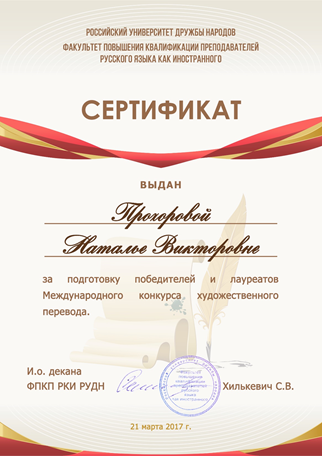 РОССИЙСКИЙ УНИВЕРСИТЕТ ДРУЖБЫ НАРОДОВ
ФАКУЛЬТЕТ ПОВЫШЕНИЯ КВАЛИФИКАЦИИ ПРЕПОДАВАТЕЛЕЙ
РУССКОГО ЯЗЫКА КАК ИНОСТРАННОГО
СЕРТИФИКАТ
ВЫДАН
Прохоровой
Наталье Викторовне
за подготовку победителей и лауреатов
Международного конкурса художественного
перевода.
И.о. декана
ФПКП РКИ РУДН
Хилькевич С.В.
21 марта 2017 г.